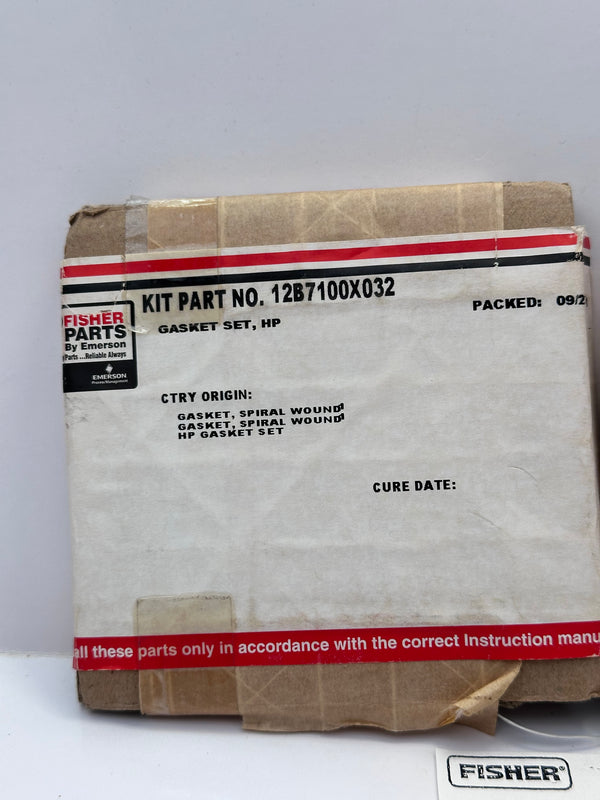 KIT PART NO. 12B7100X032
PACKED: 09/2
GASKET SET, HP
FISHER
PARTS
By Emerson
Parts ...Reliable Always
EMERSON
Process Management
CTRY ORIGIN:
GASKET, SPIRAL WOUND
GASKET, SPIRAL WOUND
HP GASKET SET
CURE DATE:
all these parts only in accordance with the correct Instruction manu
FISHER®